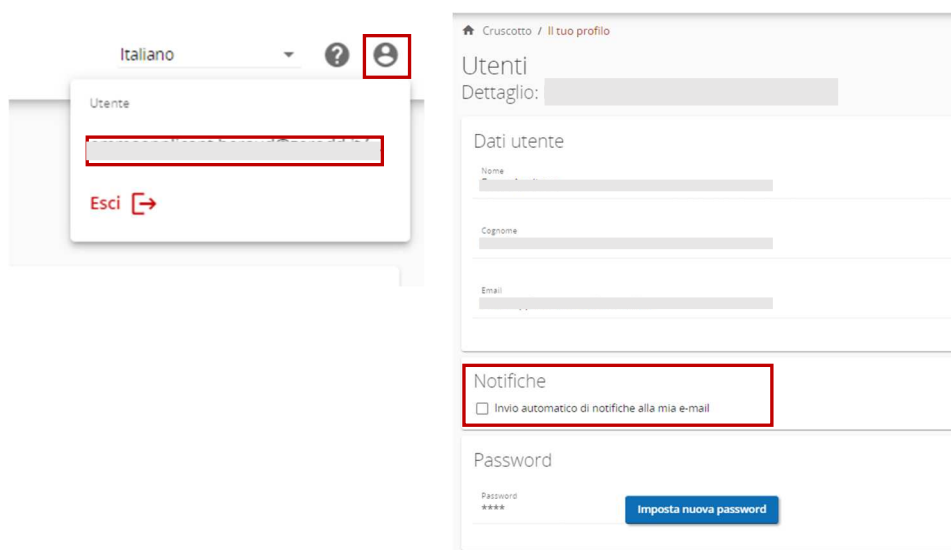 Italiano
Utente
Esci
Cruscotto / Il tuo profilo
Utenti
Dettaglio:
Dati utente
Nome
Cognome
Email
Notifiche
Invio automatico di notifiche alla mia e-mail
Password
Password
****
Imposta nuova password